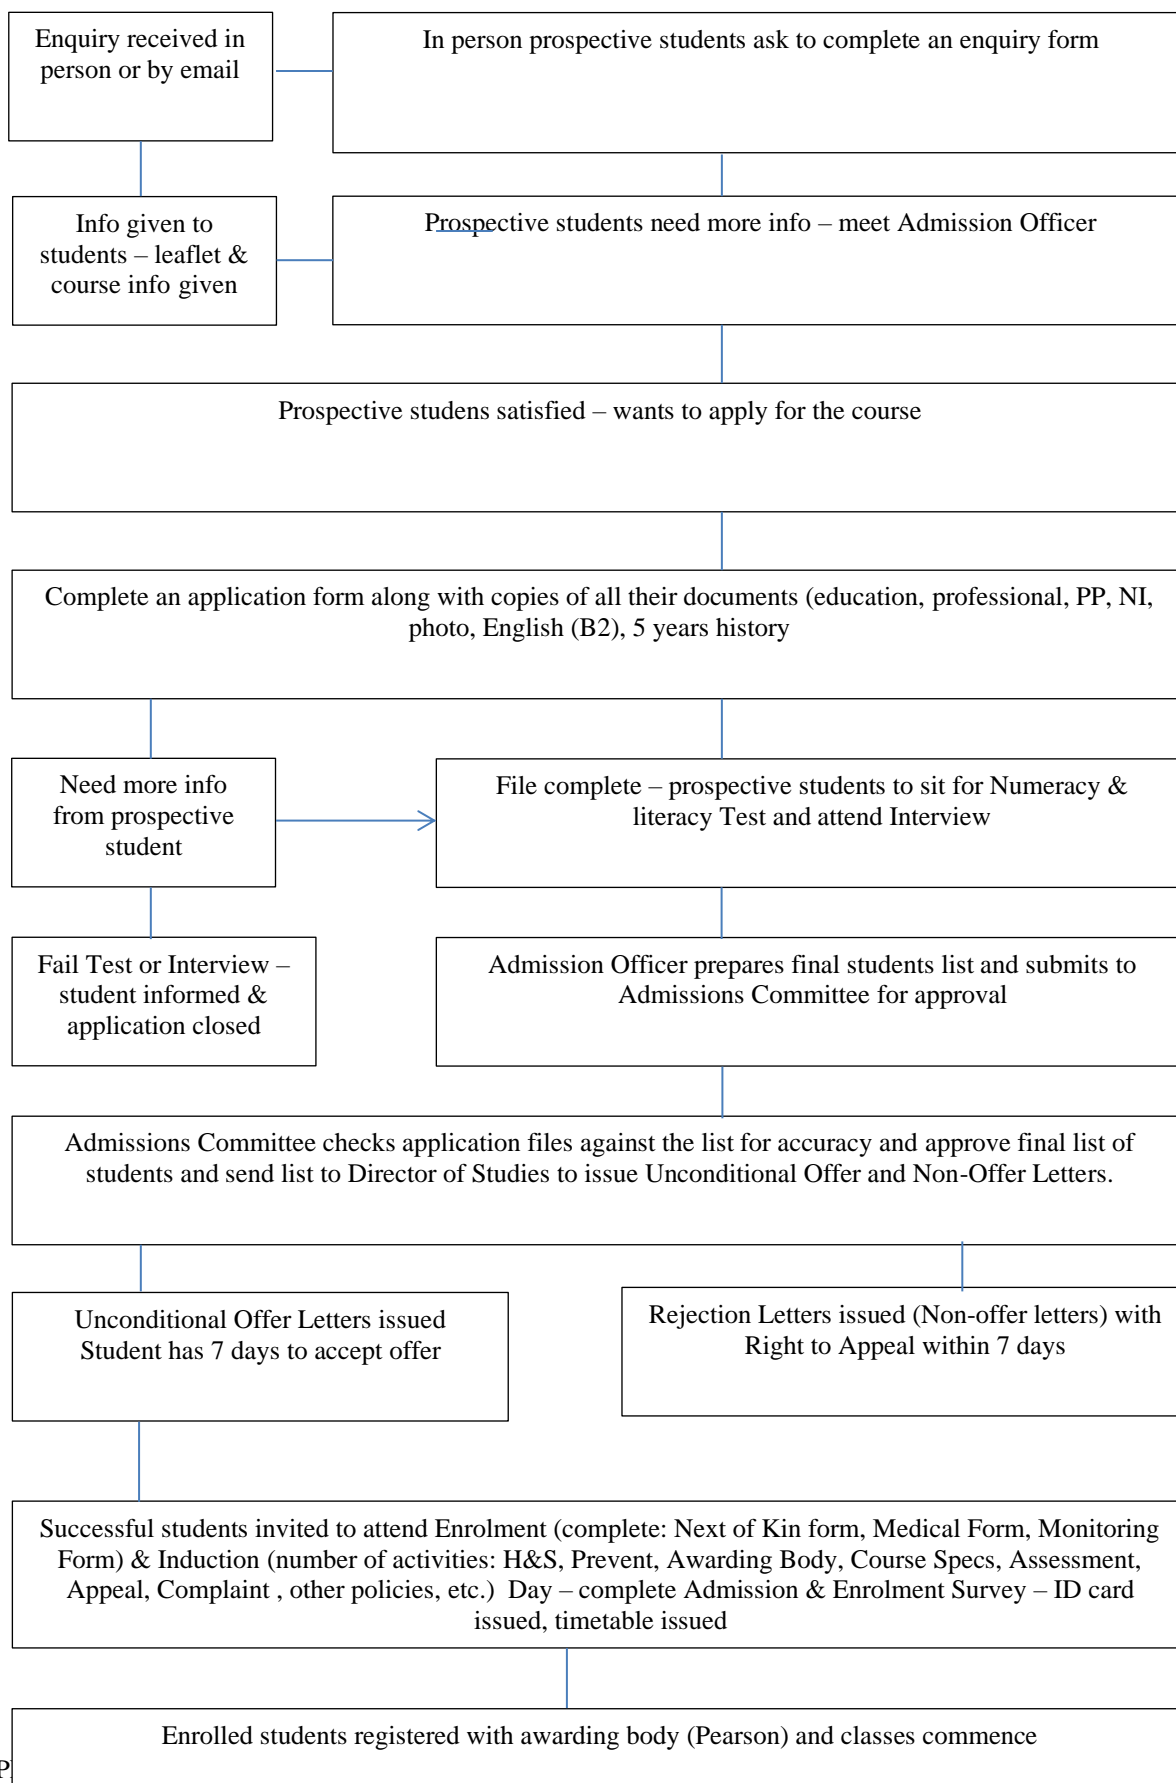 Enquiry received in
person or by email
In person prospective students ask to complete an enquiry form
Info given to
students – leaflet &
course info given
Prospective students need more info – meet Admission Officer
Prospective studens satisfied – wants to apply for the course
Complete an application form along with copies of all their documents (education, professional, PP, NI,
photo, English (B2), 5 years history
Need more info
from prospective
student
File complete – prospective students to sit for Numeracy &
literacy Test and attend Interview
Fail Test or Interview –
student informed &
application closed
Admission Officer prepares final students list and submits to
Admissions Committee for approval
Admissions Committee checks application files against the list for accuracy and approve final list of
students and send list to Director of Studies to issue Unconditional Offer and Non-Offer Letters.
Unconditional Offer Letters issued
Student has 7 days to accept offer
Rejection Letters issued (Non-offer letters) with
Right to Appeal within 7 days
Successful students invited to attend Enrolment (complete: Next of Kin form, Medical Form, Monitoring
Form) & Induction (number of activities: H&S, Prevent, Awarding Body, Course Specs, Assessment,
Appeal, Complaint , other policies, etc.)  Day – complete Admission & Enrolment Survey – ID card
issued, timetable issued
Enrolled students registered with awarding body (Pearson) and classes commence